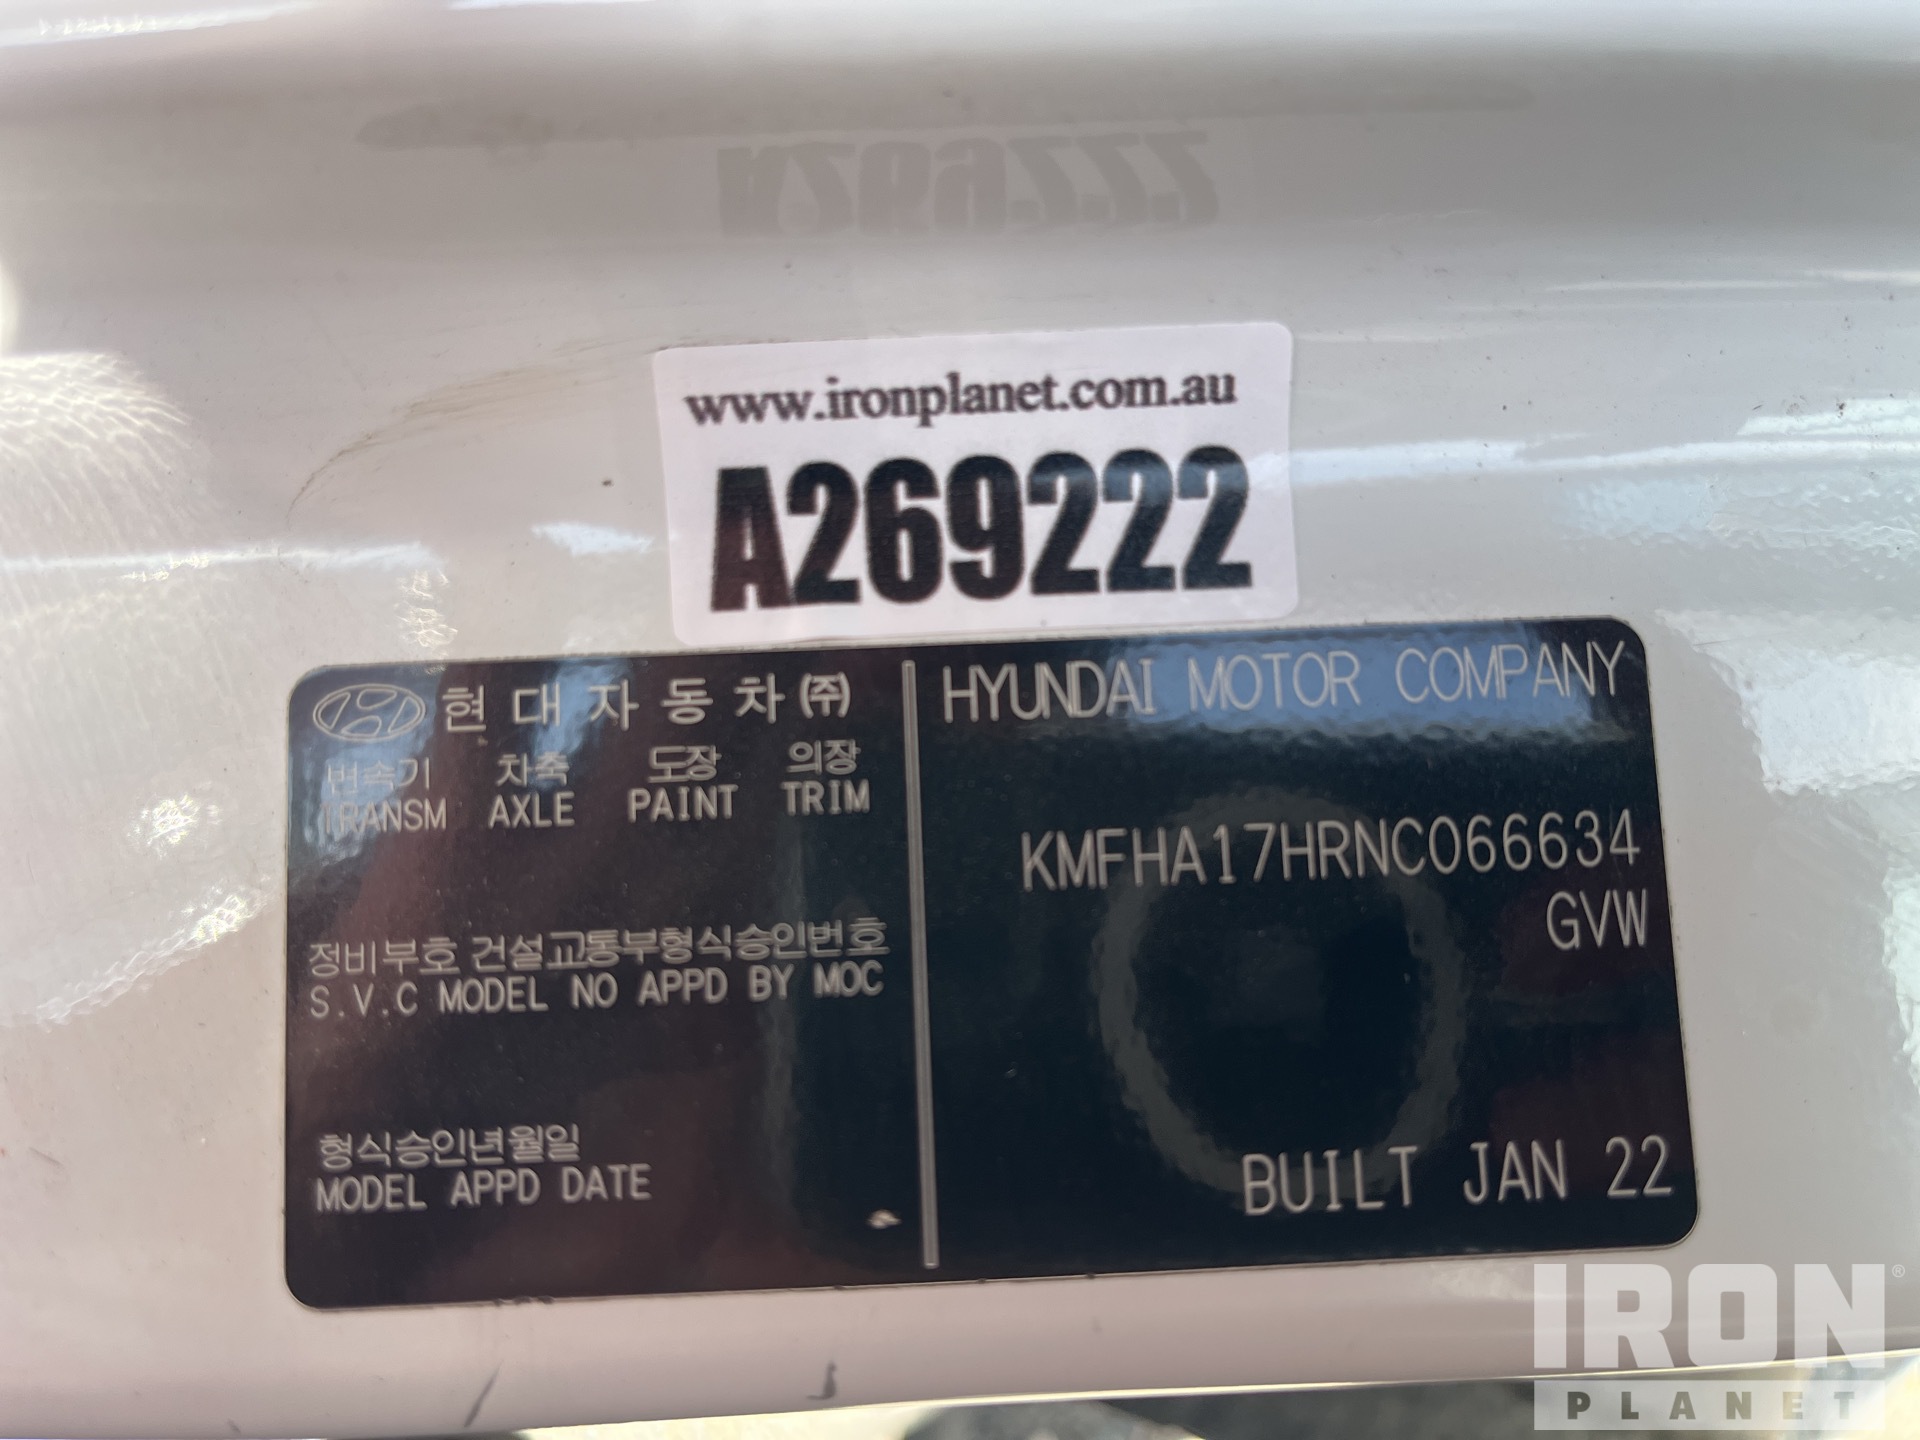 www.ironplanet.com.au
A269222
현대자동차㈜
변속기 차축 도장 의장
TRANSM AXLE PAINT TRIM
정비부호 건설교통부형식승인번호
S.V.C MODEL NO APPD BY MOC
형식승인년월일
MODEL APPD DATE
HYUNDAI MOTOR COMPANY
KMFHA17HRNC066634
GVW
BUILT JAN 22
IRON®
PLANET